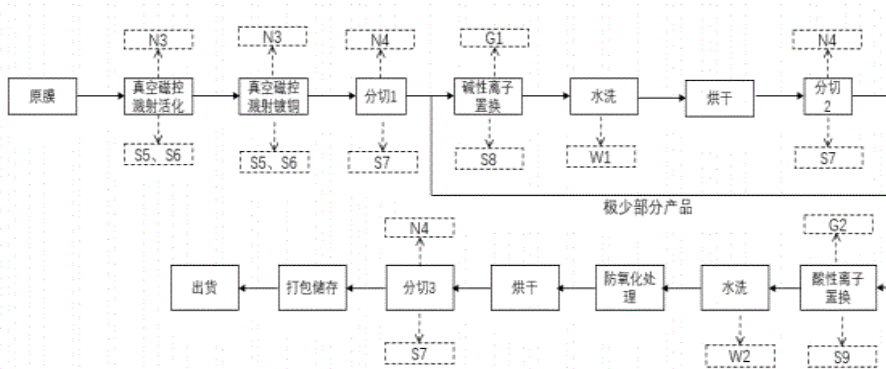 N3
N3
N4
G1
N4
原膜
真空磁控
溅射活化
真空磁控
溅射镀铜
分切1
碱性离子
置换
水洗
烘干
分切
2
S5、S6
S5、S6
S7
S8
W1
S7
极少部分产品
N4
G2
出货
打包储存
分切3
烘干
防氧化处
理
水洗
酸性离子
置换
S7
W2
S9